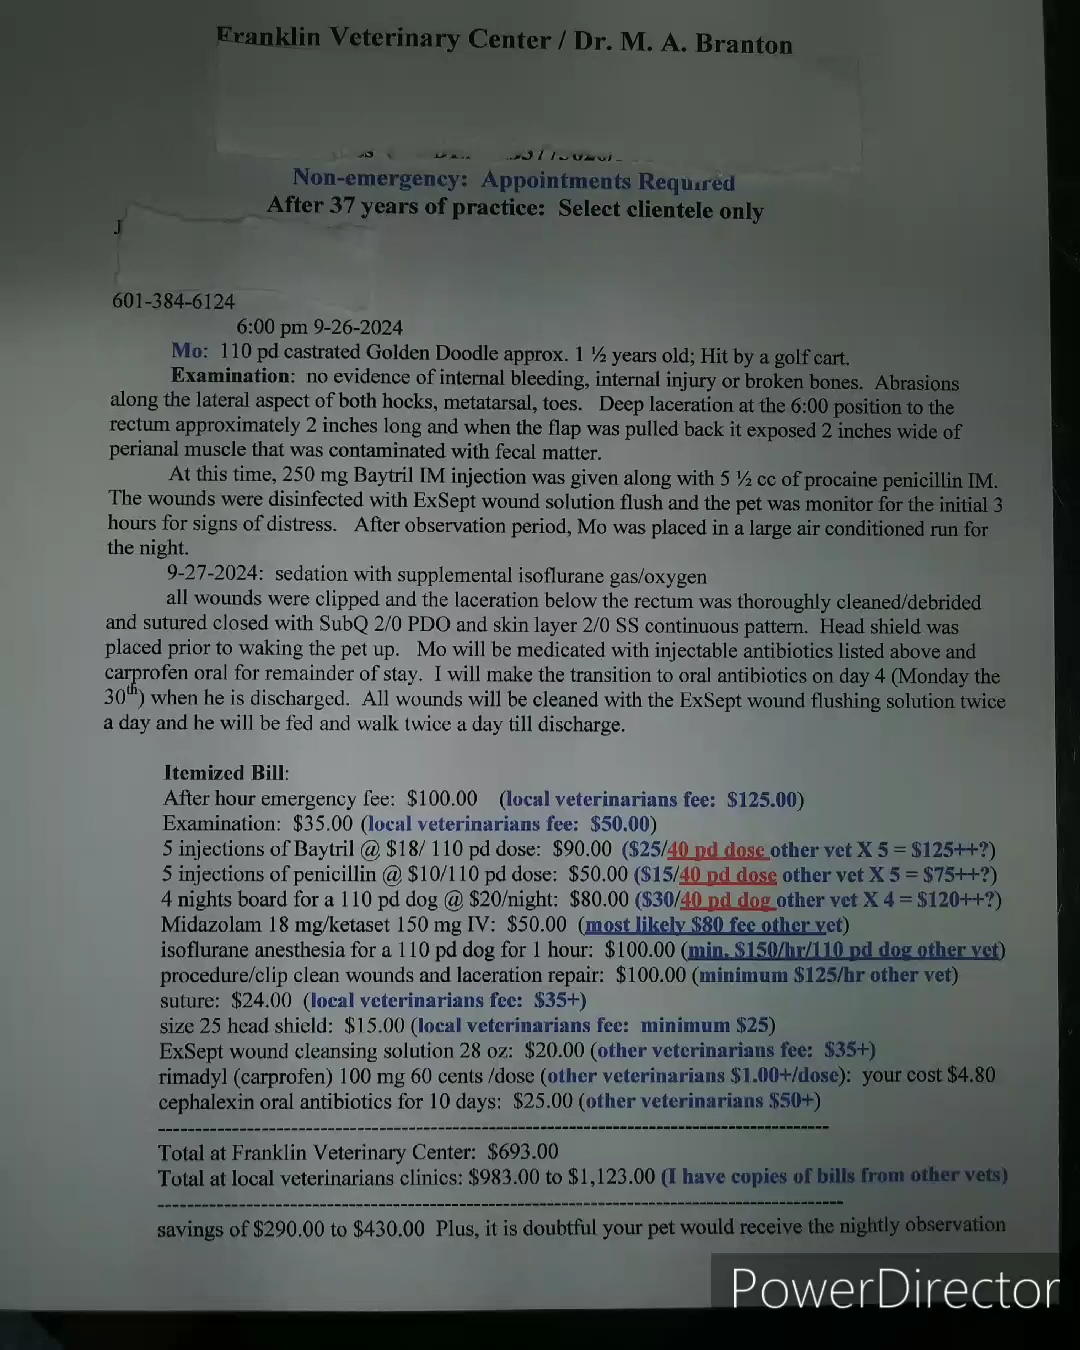 Franklin Veterinary Center / Dr. M. A. Branton
Non-emergency: Appointments Required
After 37 years of practice: Select clientele only
J
601-384-6124
6:00 pm 9-26-2024
Mo: 110 pd castrated Golden Doodle approx. 1 ½ years old; Hit by a golf cart.
Examination: no evidence of internal bleeding, internal injury or broken bones. Abrasions
along the lateral aspect of both hocks, metatarsal, toes. Deep laceration at the 6:00 position to the
rectum approximately 2 inches long and when the flap was pulled back it exposed 2 inches wide of
perianal muscle that was contaminated with fecal matter.
At this time, 250 mg Baytril IM injection was given along with 5 ½ cc of procaine penicillin IM.
The wounds were disinfected with ExSept wound solution flush and the pet was monitor for the initial 3
hours for signs of distress. After observation period, Mo was placed in a large air conditioned run for
the night.
9-27-2024: sedation with supplemental isoflurane gas/oxygen
all wounds were clipped and the laceration below the rectum was thoroughly cleaned/debrided
and sutured closed with SubQ 2/0 PDO and skin layer 2/0 SS continuous pattern. Head shield was
placed prior to waking the pet up. Mo will be medicated with injectable antibiotics listed above and
carprofen oral for remainder of stay. I will make the transition to oral antibiotics on day 4 (Monday the
30th) when he is discharged. All wounds will be cleaned with the ExSept wound flushing solution twice
a day and he will be fed and walk twice a day till discharge.
Itemized Bill:
After hour emergency fee: $100.00 (local veterinarians fee: $125.00)
Examination: $35.00 (local veterinarians fee: $50.00)
5 injections of Baytril @ $18/ 110 pd dose: $90.00 ($25/40 pd dose other vet X 5 = $125++?)
5 injections of penicillin @ $10/110 pd dose: $50.00 ($15/40 pd dose other vet X 5 = $75++?)
4 nights board for a 110 pd dog @ $20/night: $80.00 ($30/40 pd dog other vet X 4 = $120++?)
Midazolam 18 mg/ketaset 150 mg IV: $50.00 (most likely $80 fee other vet)
isoflurane anesthesia for a 110 pd dog for 1 hour: $100.00 (min. $150/hr/110 pd dog other vet)
procedure/clip clean wounds and laceration repair: $100.00 (minimum $125/hr other vet)
suture: $24.00 (local veterinarians fee: $35+)
size 25 head shield: $15.00 (local veterinarians fee: minimum $25)
ExSept wound cleansing solution 28 oz: $20.00 (other veterinarians fee: $35+)
rimadyl (carprofen) 100 mg 60 cents /dose (other veterinarians $1.00+/dose): your cost $4.80
cephalexin oral antibiotics for 10 days: $25.00 (other veterinarians $50+)
Total at Franklin Veterinary Center: $693.00
Total at local veterinarians clinics: $983.00 to $1,123.00 (I have copies of bills from other vets)
savings of $290.00 to $430.00 Plus, it is doubtful your pet would receive the nightly observation
PowerDirector